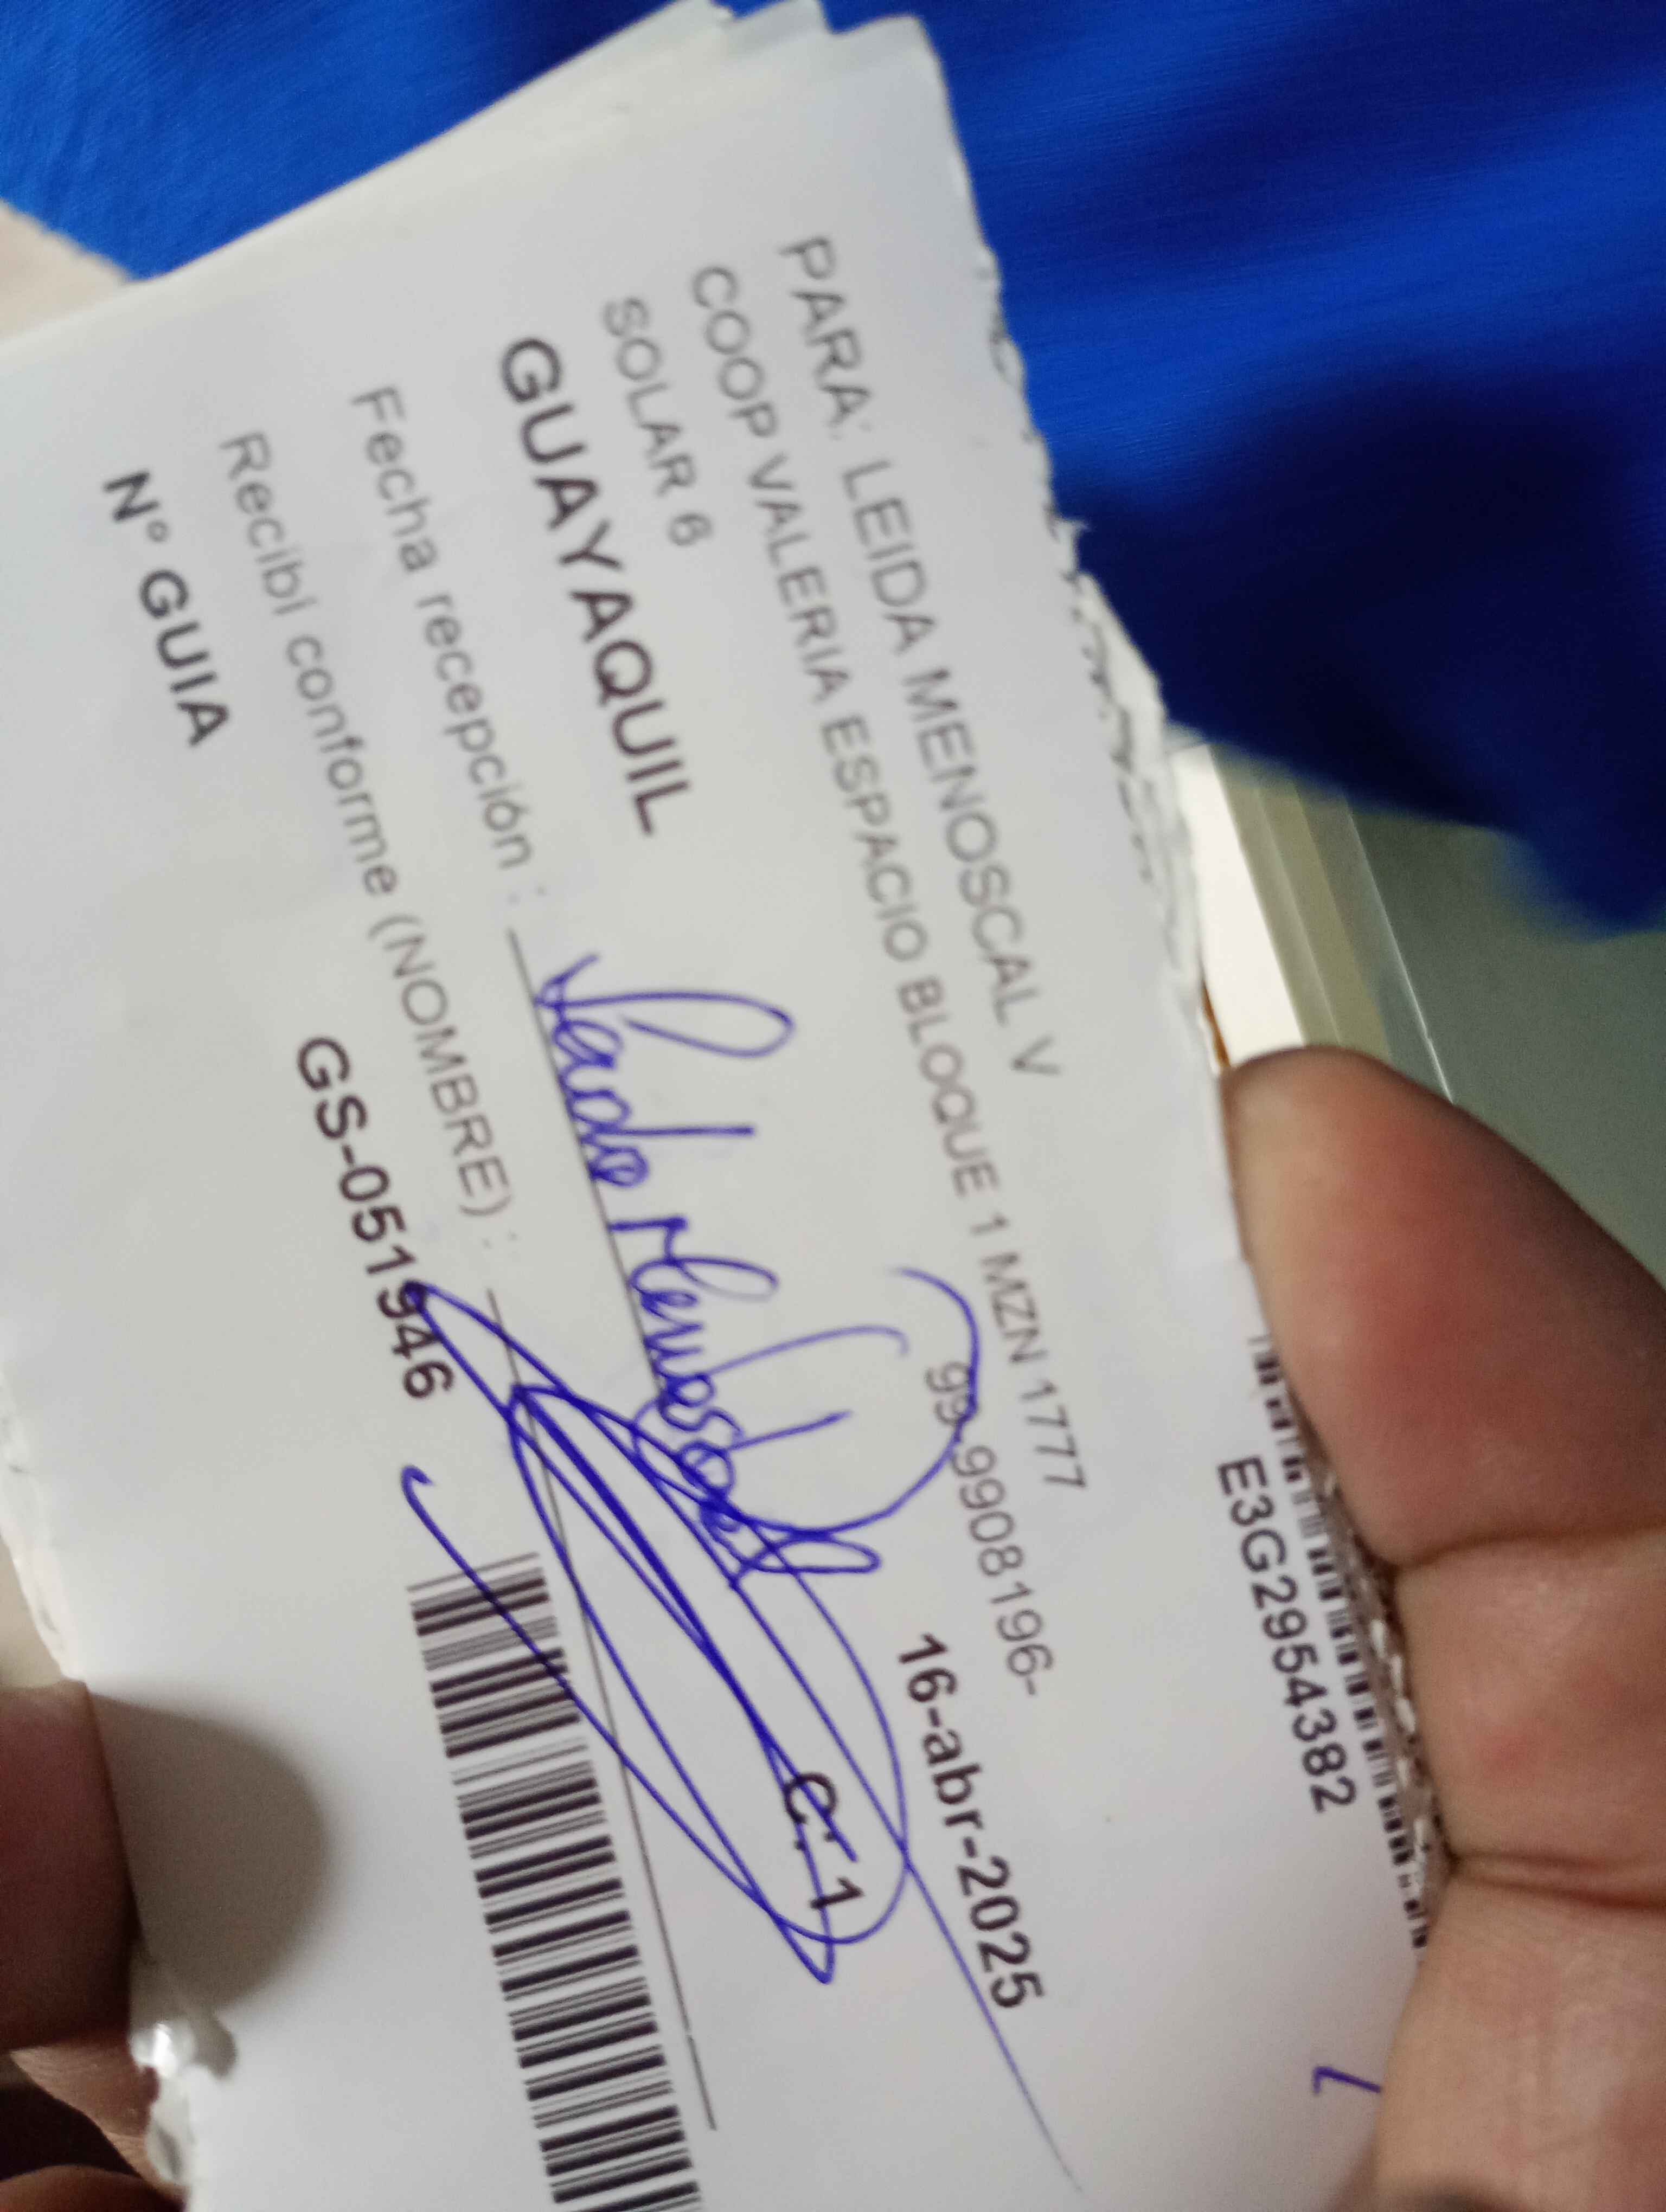 E3G2954382
PARA: LEIDA MENOSCAL V
COOP VALERIA ESPACIO BLOQUE 1 MZN 1777
SOLAR 6
99 9908196-
GUAYAQUIL
16-abr-2025
Fecha recepción :
Recibí conforme (NOMBRE) :
Nº GUIA
GS-051946